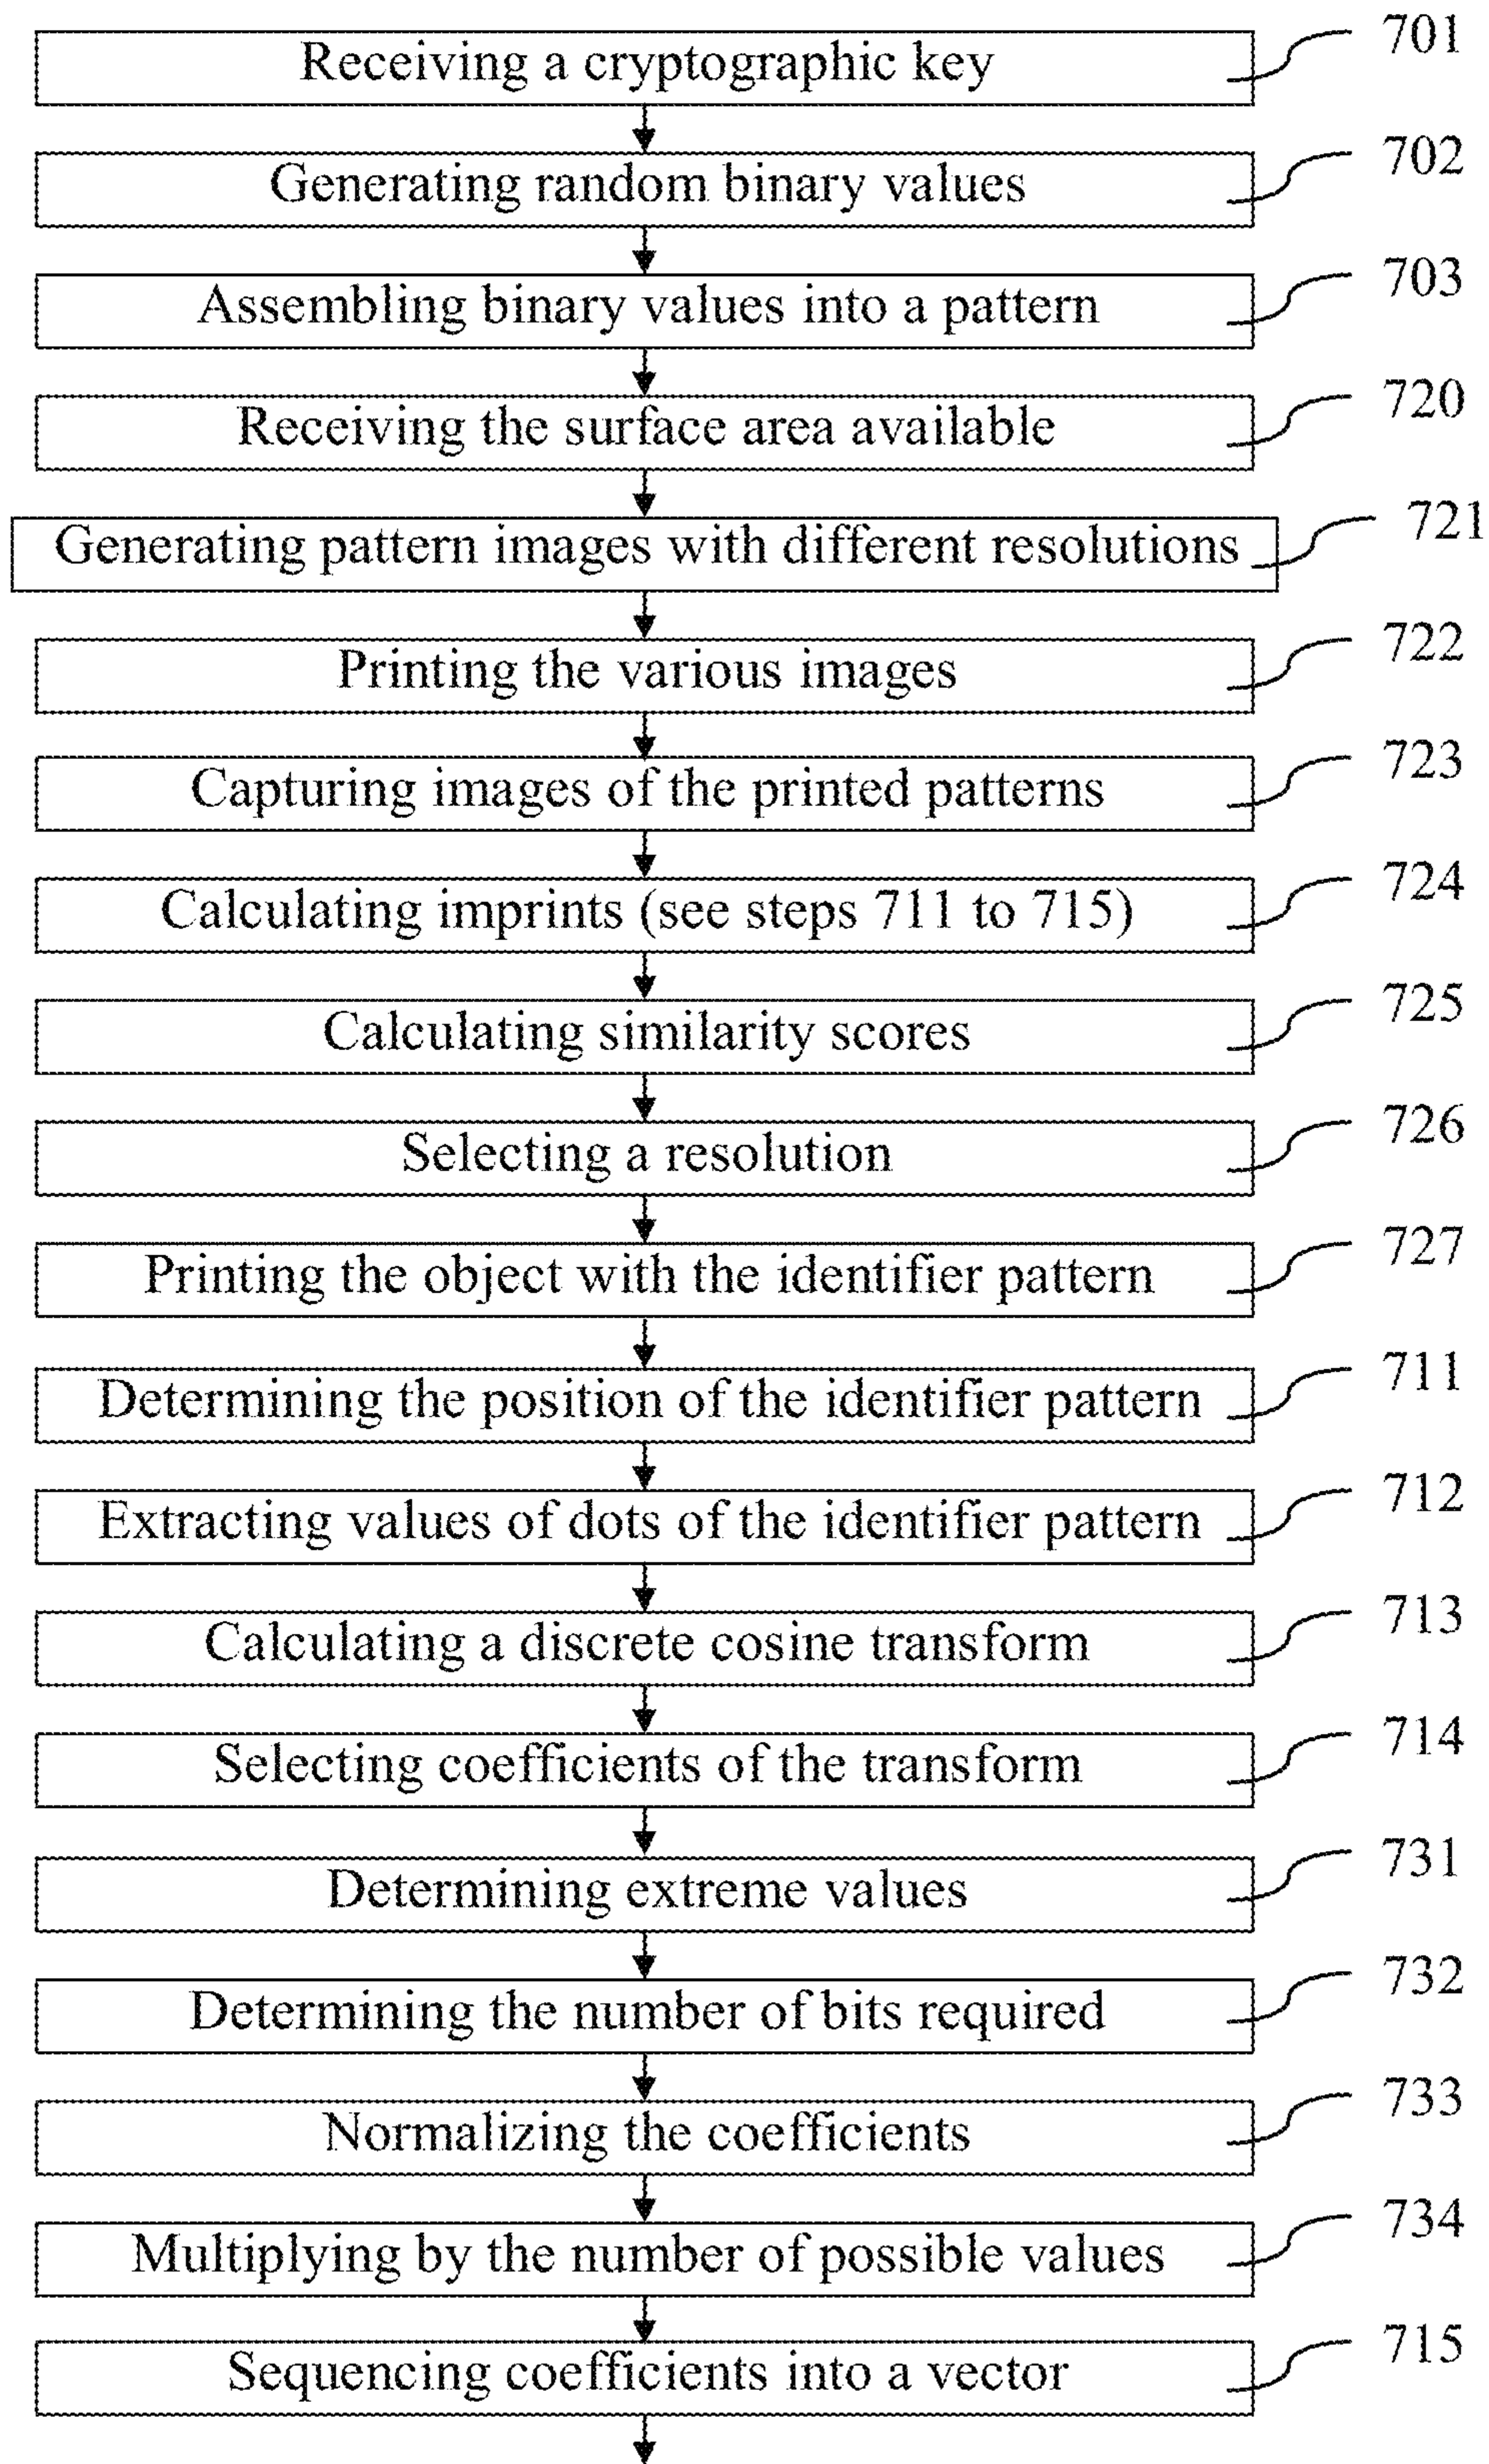 Receiving a cryptographic key 701
Generating random binary values 702
Assembling binary values into a pattern 703
Receiving the surface area available 720
Generating pattern images with different resolutions 721
Printing the various images 722
Capturing images of the printed patterns 723
Calculating imprints (see steps 711 to 715) 724
Calculating similarity scores 725
Selecting a resolution 726
Printing the object with the identifier pattern 727
Determining the position of the identifier pattern 711
Extracting values of dots of the identifier pattern 712
Calculating a discrete cosine transform 713
Selecting coefficients of the transform 714
Determining extreme values 731
Determining the number of bits required 732
Normalizing the coefficients 733
Multiplying by the number of possible values 734
Sequencing coefficients into a vector 715